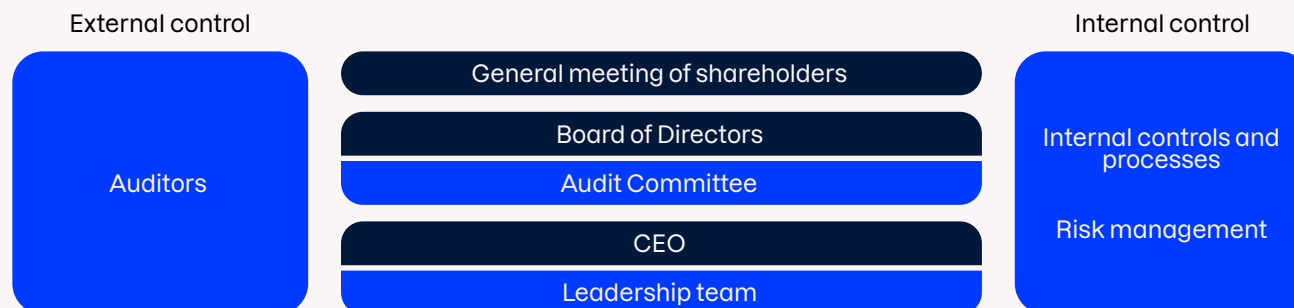 External control
Auditors
General meeting of shareholders
Board of Directors
Audit Committee
CEO
Leadership team
Internal control
Internal controls and
processes
Risk management